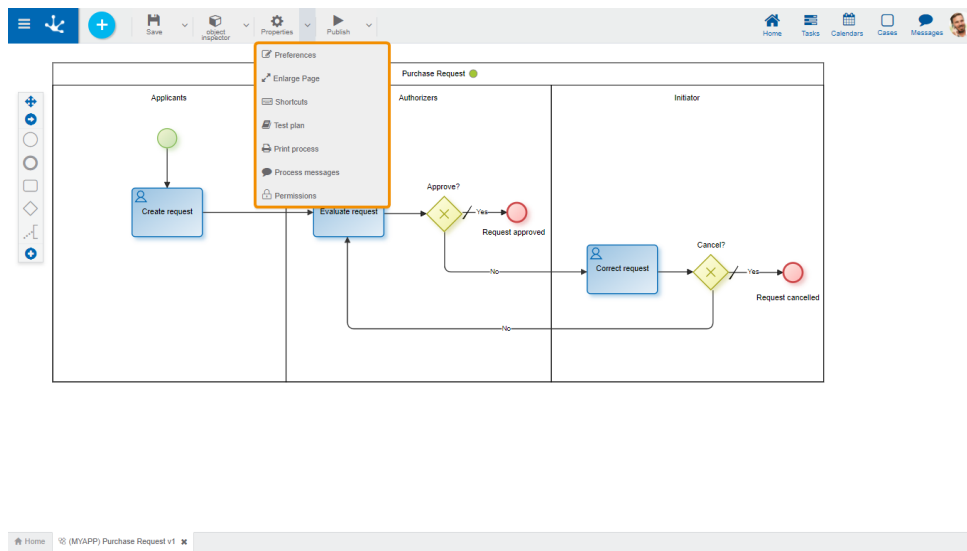 Save
object
inspector
Properties
Publish
Home
Tasks
Calendars
Cases
Messages
Preferences
Enlarge Page
Shortcuts
Test plan
Print process
Process messages
Permissions
Purchase Request
Applicants
Authorizers
Initiator
Create request
Evaluate request
Approve?
Yes
Request approved
No
Correct request
Cancel?
Yes
Request cancelled
No
Home
(MYAPP) Purchase Request v1